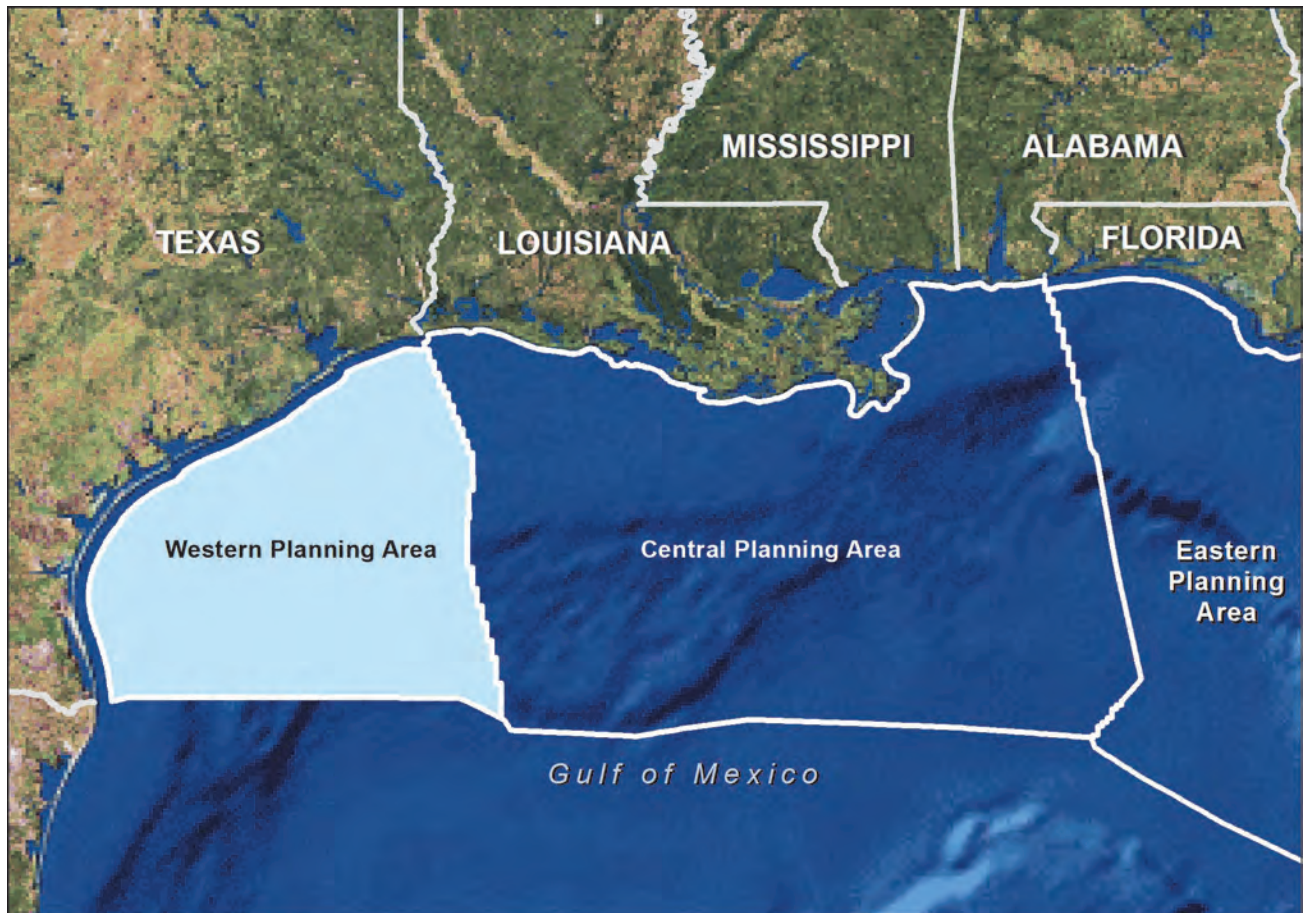 MISSISSIPPI
ALABAMA
TEXAS
LOUISIANA
FLORIDA
Western Planning Area
Central Planning Area
Eastern
Planning
Area
Gulf of Mexico